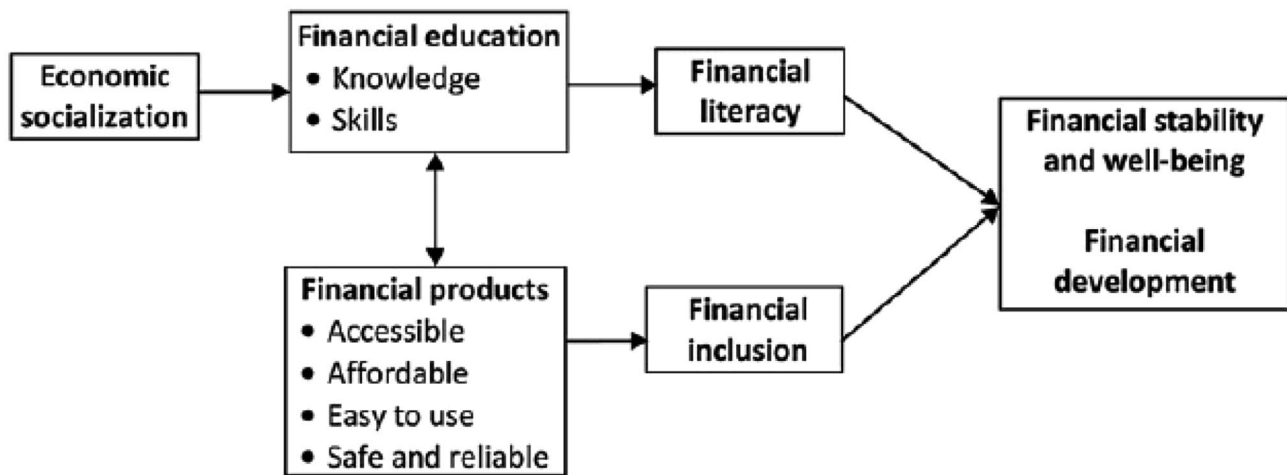 Economic
socialization
Financial education
• Knowledge
• Skills
Financial
literacy
Financial products
• Accessible
• Affordable
• Easy to use
• Safe and reliable
Financial
inclusion
Financial stability
and well-being
Financial
development